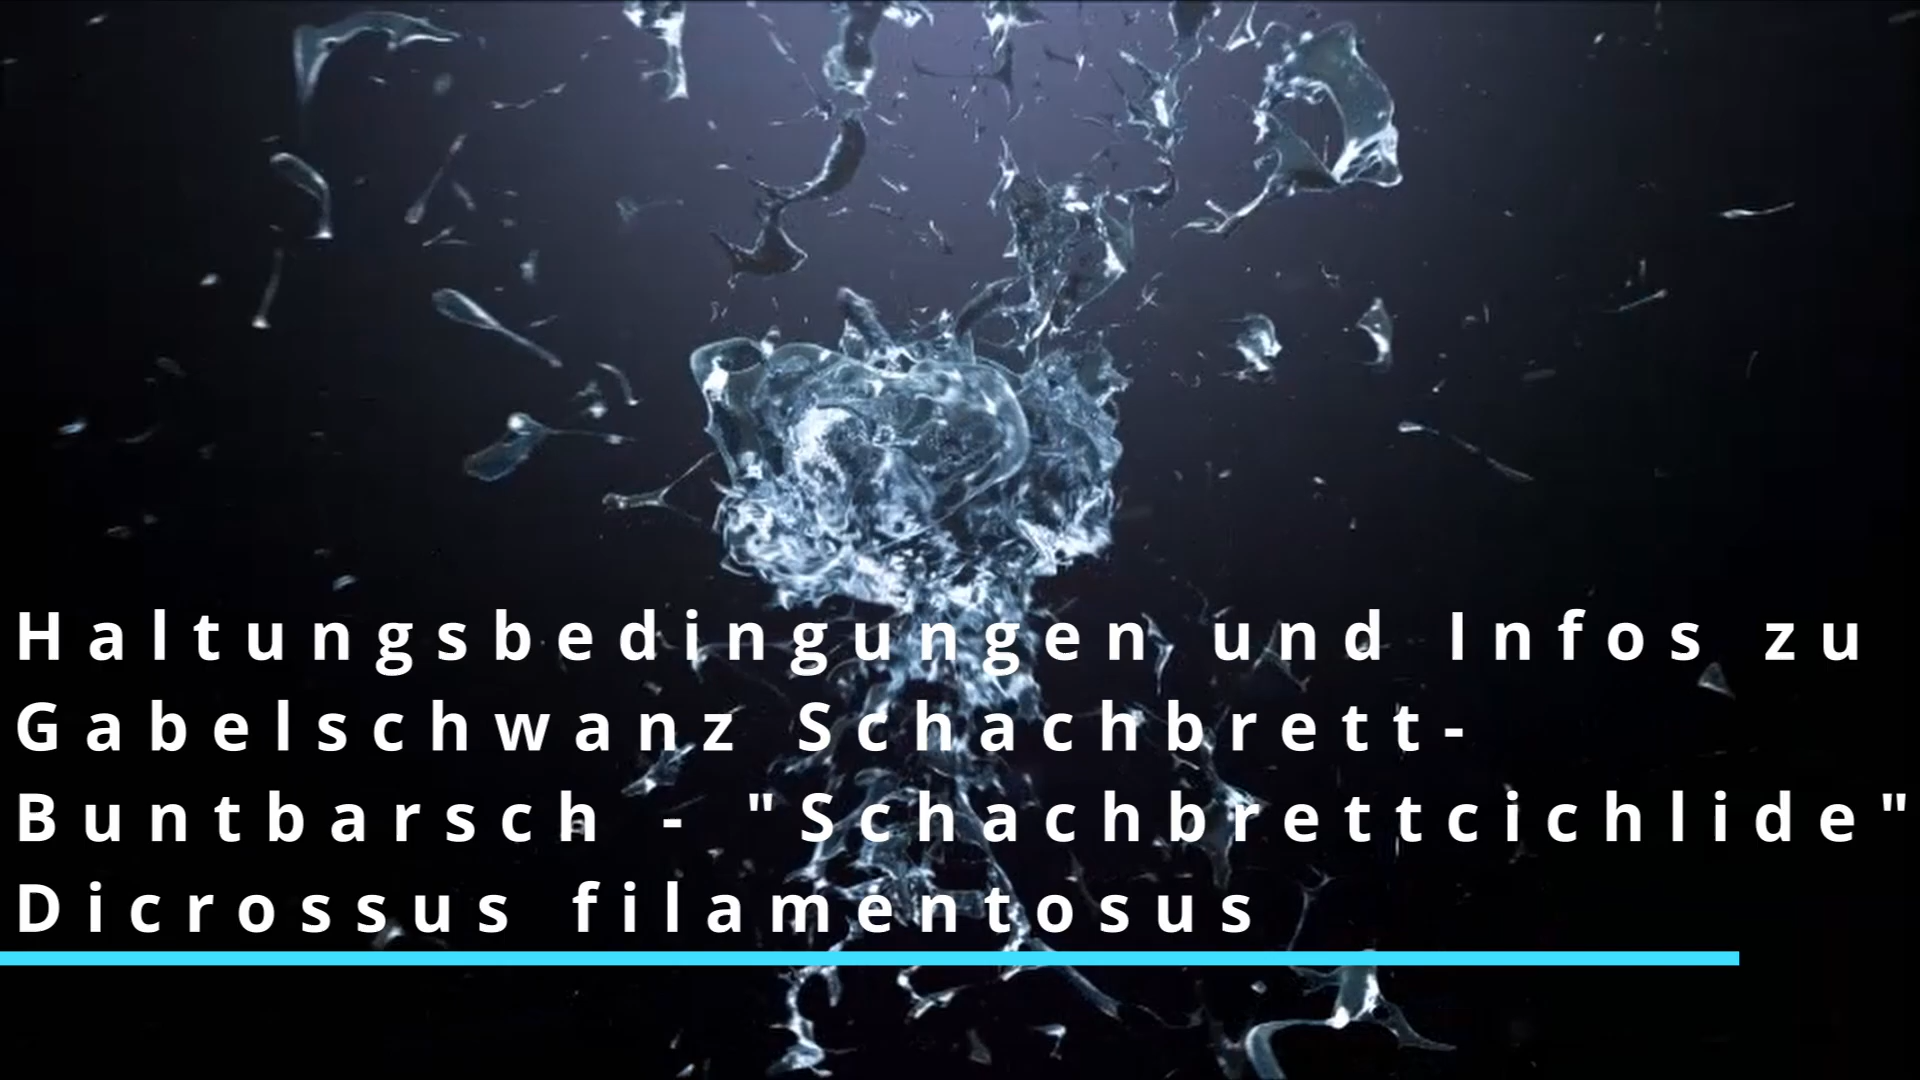 Haltungsbedingungen und Infos zu
Gabelschwanz Schachbrett-
Buntbarsch - "Schachbrettcichlide"
Dicrossus filamentosus